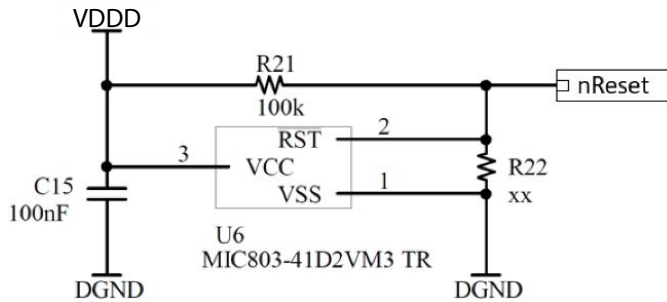 VDDD
R21
nReset
100k
RST
2
3
VCC
R22
C15
VSS
1
xx
100nF
U6
MIC803-41D2VM3 TR
DGND
DGND